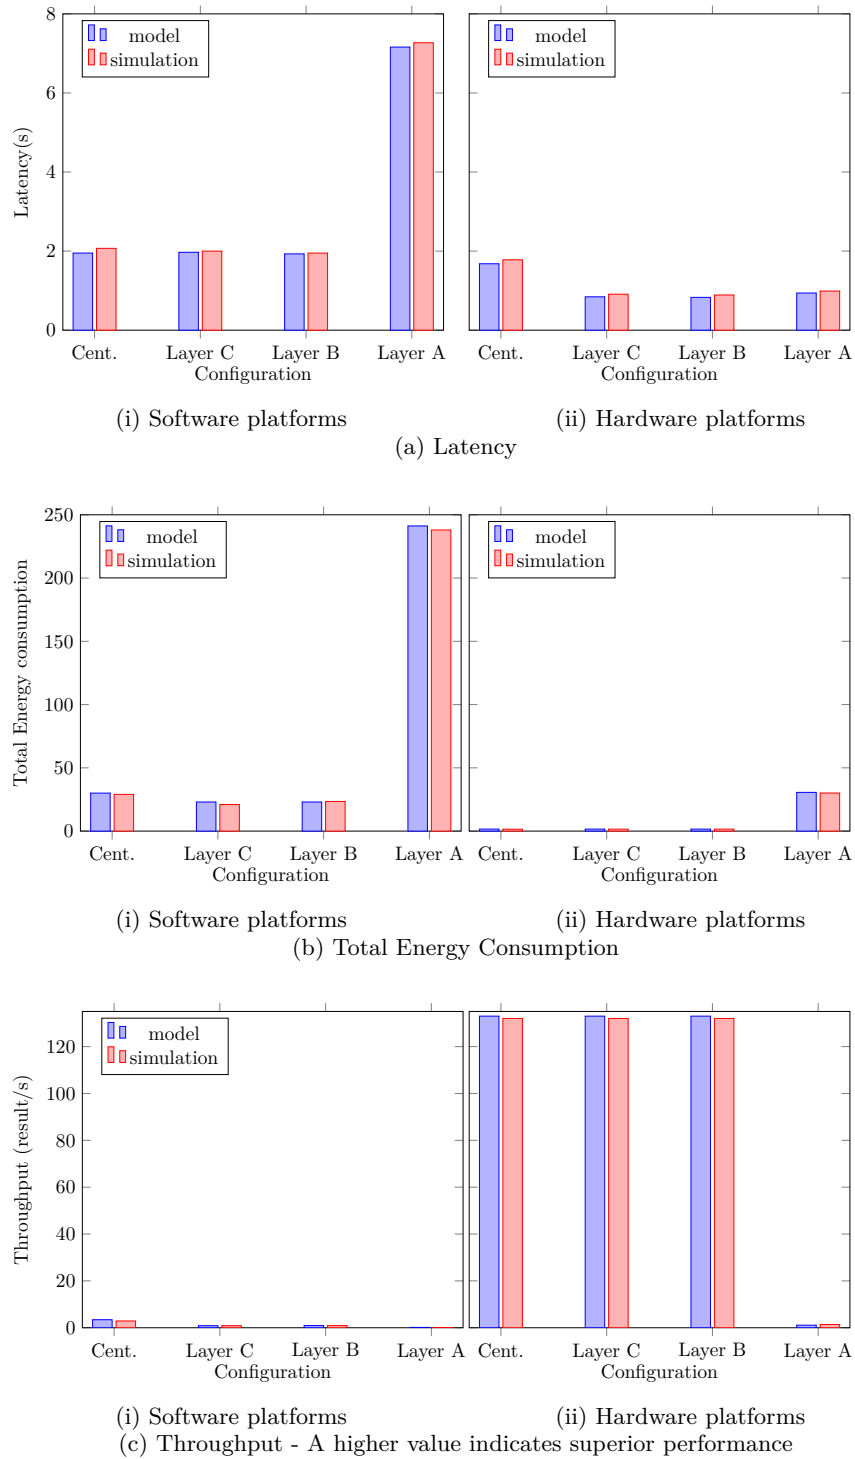 8
6
4
2
0
Latency(s)
model
simulation
model
simulation
Cent. Layer C Layer B Layer A
Configuration
Cent. Layer C Layer B Layer A
Configuration
(i) Software platforms
(ii) Hardware platforms
(a) Latency
250
200
150
100
50
0
Total Energy consumption
model
simulation
model
simulation
Cent. Layer C Layer B Layer A
Configuration
Cent. Layer C Layer B Layer A
Configuration
(i) Software platforms
(ii) Hardware platforms
(b) Total Energy Consumption
120
100
80
60
40
20
0
Throughput (result/s)
model
simulation
Cent. Layer C Layer B Layer A
Configuration
Cent. Layer C Layer B Layer A
Configuration
(i) Software platforms
(ii) Hardware platforms
(c) Throughput - A higher value indicates superior performance